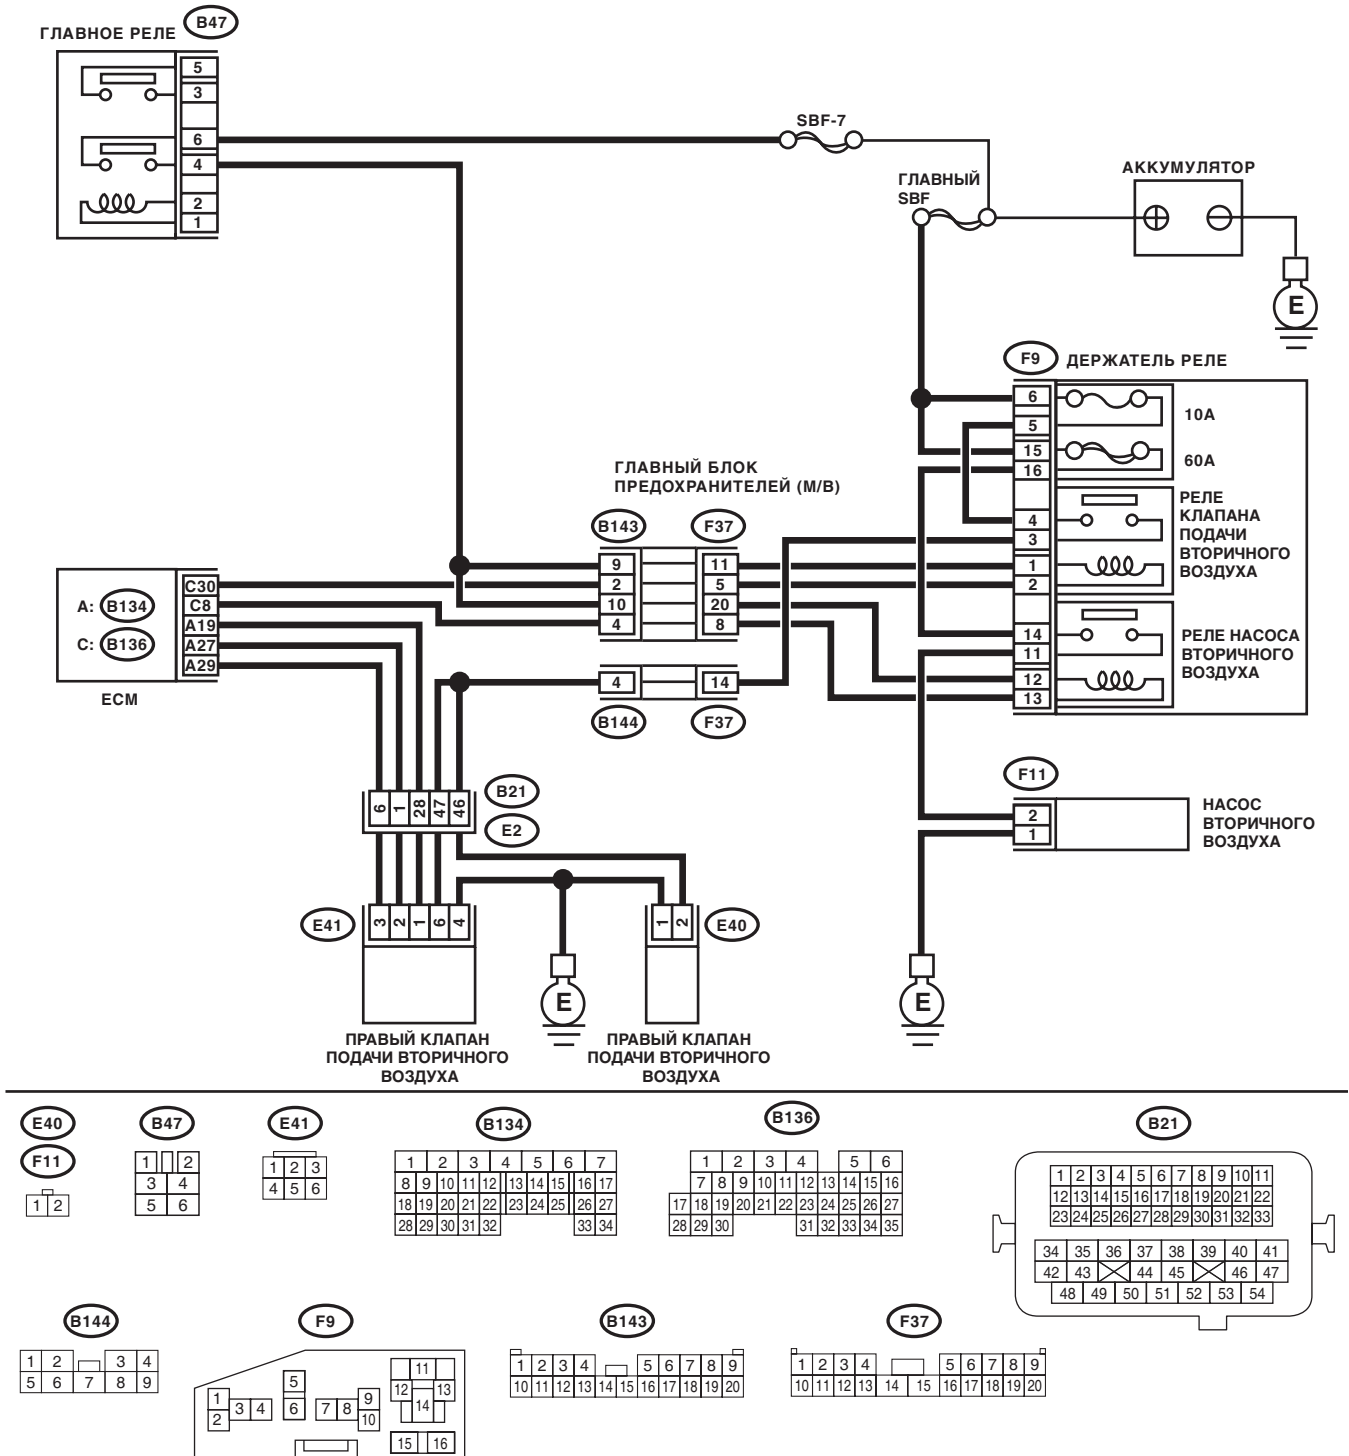 ГЛАВНОЕ РЕЛЕ B47
5
3
6
4
2
1
SBF-7
ГЛАВНЫЙ
SBF
АККУМУЛЯТОР
E
F9 ДЕРЖАТЕЛЬ РЕЛЕ
6
5
15
16
4
3
1
2
14
11
12
13
10A
60A
РЕЛЕ
КЛАПАНА
ПОДАЧИ
ВТОРИЧНОГО
ВОЗДУХА
РЕЛЕ НАСОСА
ВТОРИЧНОГО
ВОЗДУХА
ГЛАВНЫЙ БЛОК
ПРЕДОХРАНИТЕЛЕЙ (M/B)
B143 F37
9 11
2 5
10 20
4 8
4 14
B144 F37
A: B134
C: B136
C30
C8
A19
A27
A29
ECM
F11
2
1
НАСОС
ВТОРИЧНОГО
ВОЗДУХА
6 1 28 47 46
B21
E2
E41
3 2 1 6 4
1 2
E40
E
E
ПРАВЫЙ КЛАПАН
ПОДАЧИ ВТОРИЧНОГО
ВОЗДУХА
ПРАВЫЙ КЛАПАН
ПОДАЧИ ВТОРИЧНОГО
ВОЗДУХА
E40
F11
1 2
B47
1 2
3 4
5 6
E41
1 2 3
4 5 6
B134
1 2 3 4 5 6 7
8 9 10 11 12 13 14 15 16 17
18 19 20 21 22 23 24 25 26 27
28 29 30 31 32 33 34
B136
1 2 3 4 5 6
7 8 9 10 11 12 13 14 15 16
17 18 19 20 21 22 23 24 25 26 27
28 29 30 31 32 33 34 35
B21
1 2 3 4 5 6 7 8 9 10 11
12 13 14 15 16 17 18 19 20 21 22
23 24 25 26 27 28 29 30 31 32 33
34 35 36 37 38 39 40 41
42 43 44 45 46 47
48 49 50 51 52 53 54
B144
1 2 3 4
5 6 7 8 9
F9
1
2
3 4
5
6
7 8
9
10
11
12 13
14
15 16
B143
1 2 3 4 5 6 7 8 9
10 11 12 13 14 15 16 17 18 19 20
F37
1 2 3 4 5 6 7 8 9
10 11 12 13 14 15 16 17 18 19 20